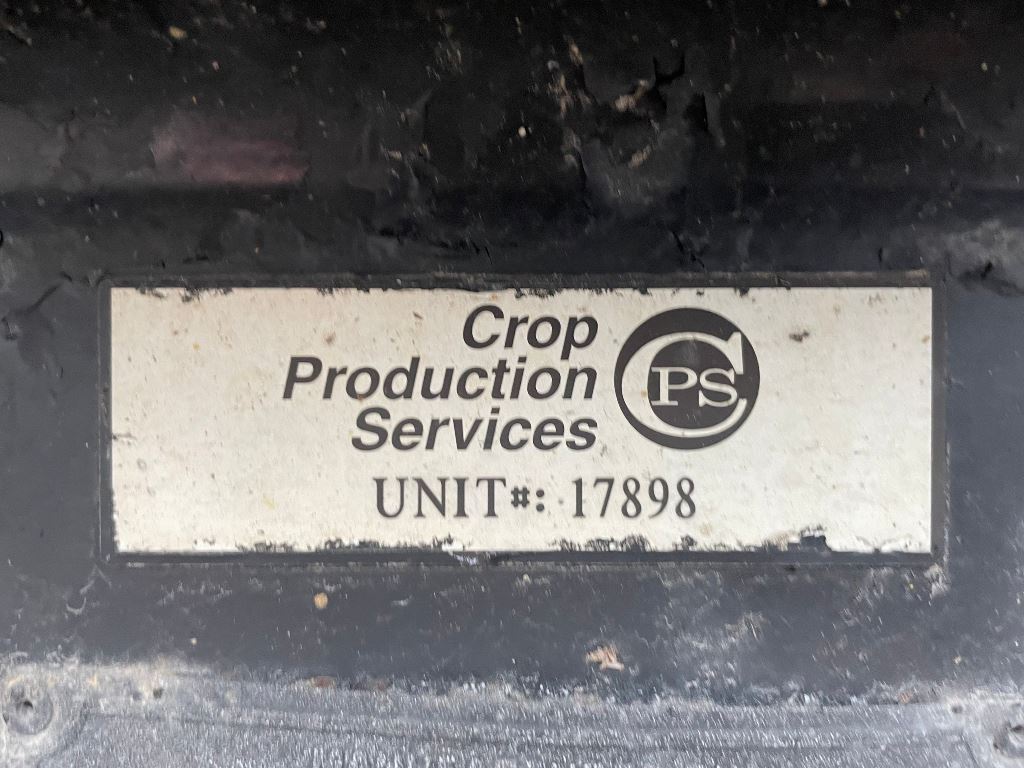 Crop
Production
Services
CPS
UNIT#: 17898